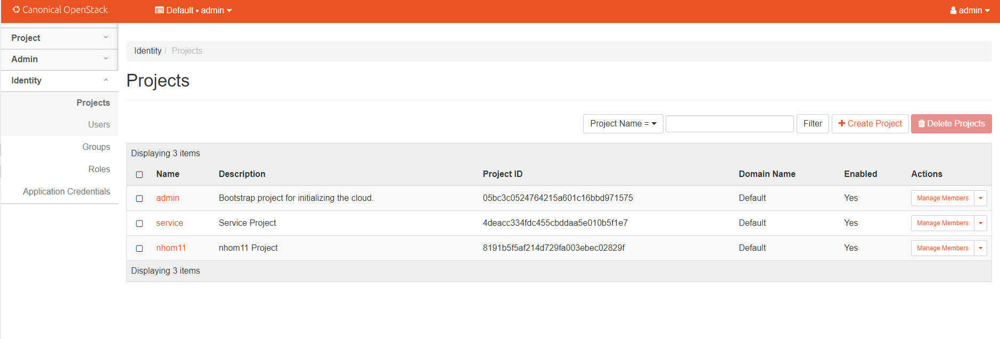 Canonical OpenStack
Default • admin
admin
Project
Admin
Identity
Projects
Users
Groups
Roles
Application Credentials
Identity / Projects
Projects
Project Name =
Filter
Create Project
Delete Projects
Displaying 3 items
Name Description Project ID Domain Name Enabled Actions
admin Bootstrap project for initializing the cloud. 05bc3c0524764215a601c16bbd971575 Default Yes Manage Members
service Service Project 4deacc334fdc455cbddaa5e010b5f1e7 Default Yes Manage Members
nhom11 nhom11 Project 8191b5f5af214d729fa003ebec02829f Default Yes Manage Members
Displaying 3 items